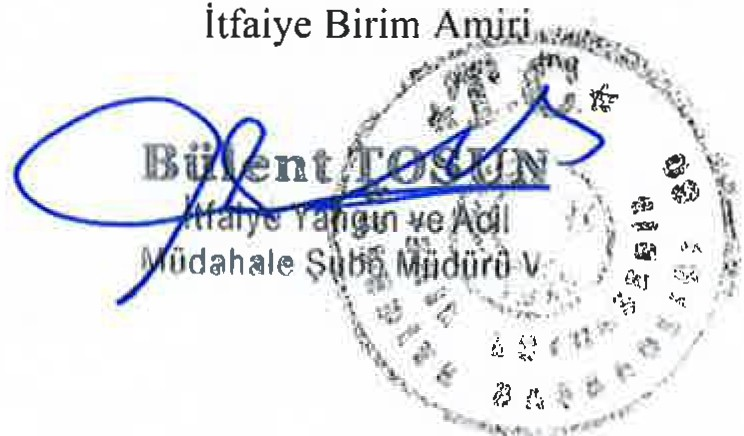 İtfaiye Birim Amiri
Bülent TOSUN
İtfaiye Yangın ve Acil
Müdahale Şube Müdürü V.
T.C.